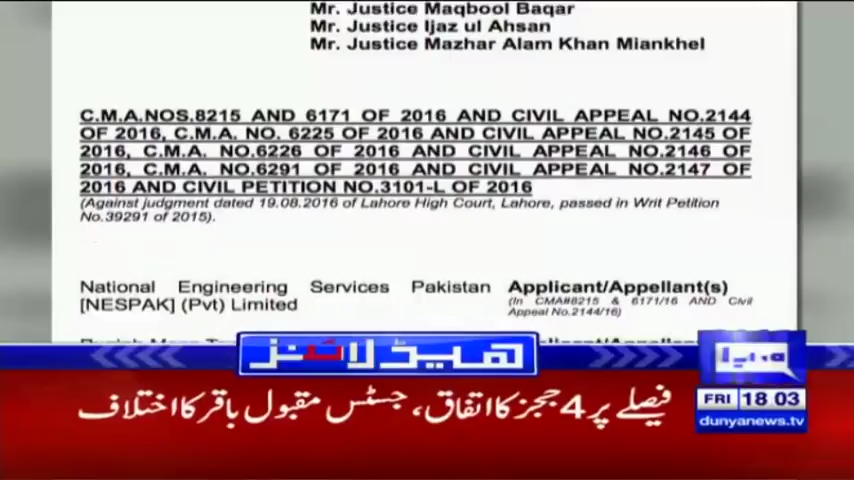 Mr. Justice Maqbool Baqar
Mr. Justice Ijaz ul Ahsan
Mr. Justice Mazhar Alam Khan Miankhel
C.M.A.NOS.8215 AND 6171 OF 2016 AND CIVIL APPEAL NO.2144
OF 2016, C.M.A. NO. 6225 OF 2016 AND CIVIL APPEAL NO.2145 OF
2016, C.M.A. NO.6226 OF 2016 AND CIVIL APPEAL NO.2146 OF
2016, C.M.A. NO.6291 OF 2016 AND CIVIL APPEAL NO.2147 OF
2016 AND CIVIL PETITION NO.3101-L OF 2016
(Against judgment dated 19.08.2016 of Lahore High Court, Lahore, passed in Writ Petition
No.39291 of 2015).
National Engineering Services Pakistan Applicant/Appellant(s)
[NESPAK] (Pvt) Limited
(In CMA#8215 & 6171/16 AND Civil
Appeal No.2144/16)
ہیڈلائنز
فیصلے پر 4 ججز کا اتفاق، جسٹس مقبول باقر کا اختلاف
FRI 18 03
dunyanews.tv